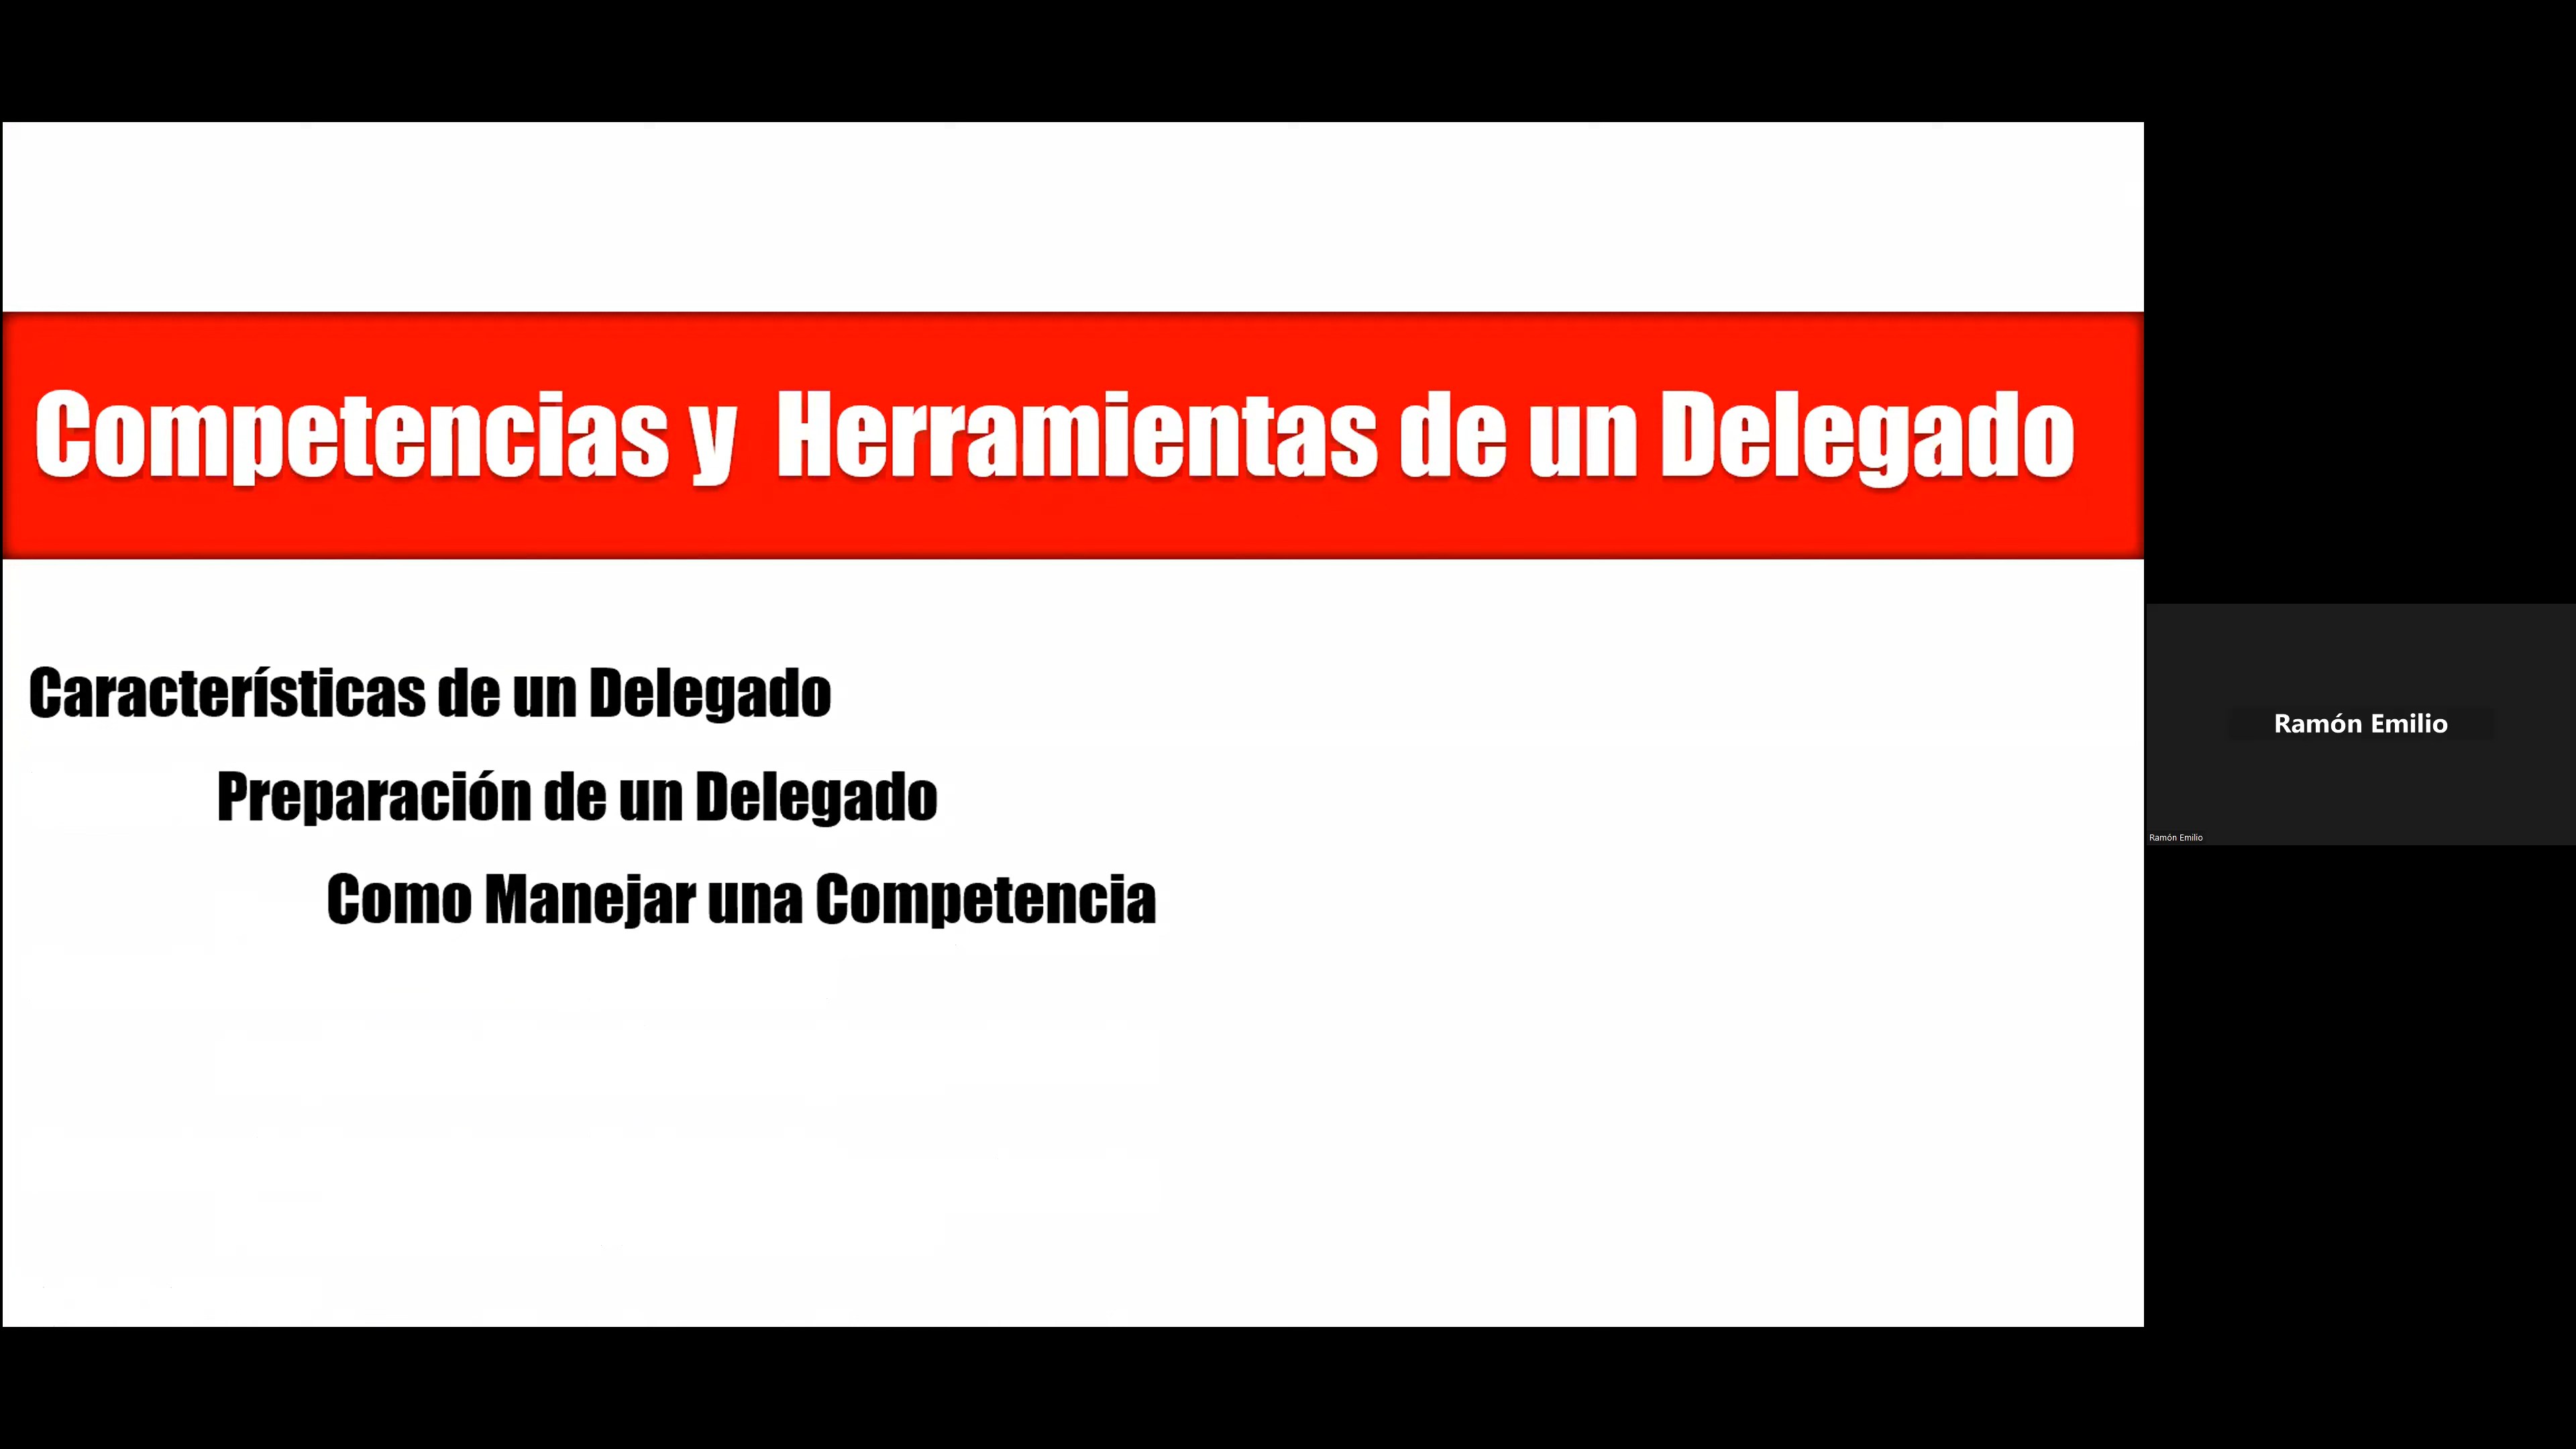 Competencias y Herramientas de un Delegado
Características de un Delegado
Preparación de un Delegado
Como Manejar una Competencia
Ramón Emilio
Ramón Emilio